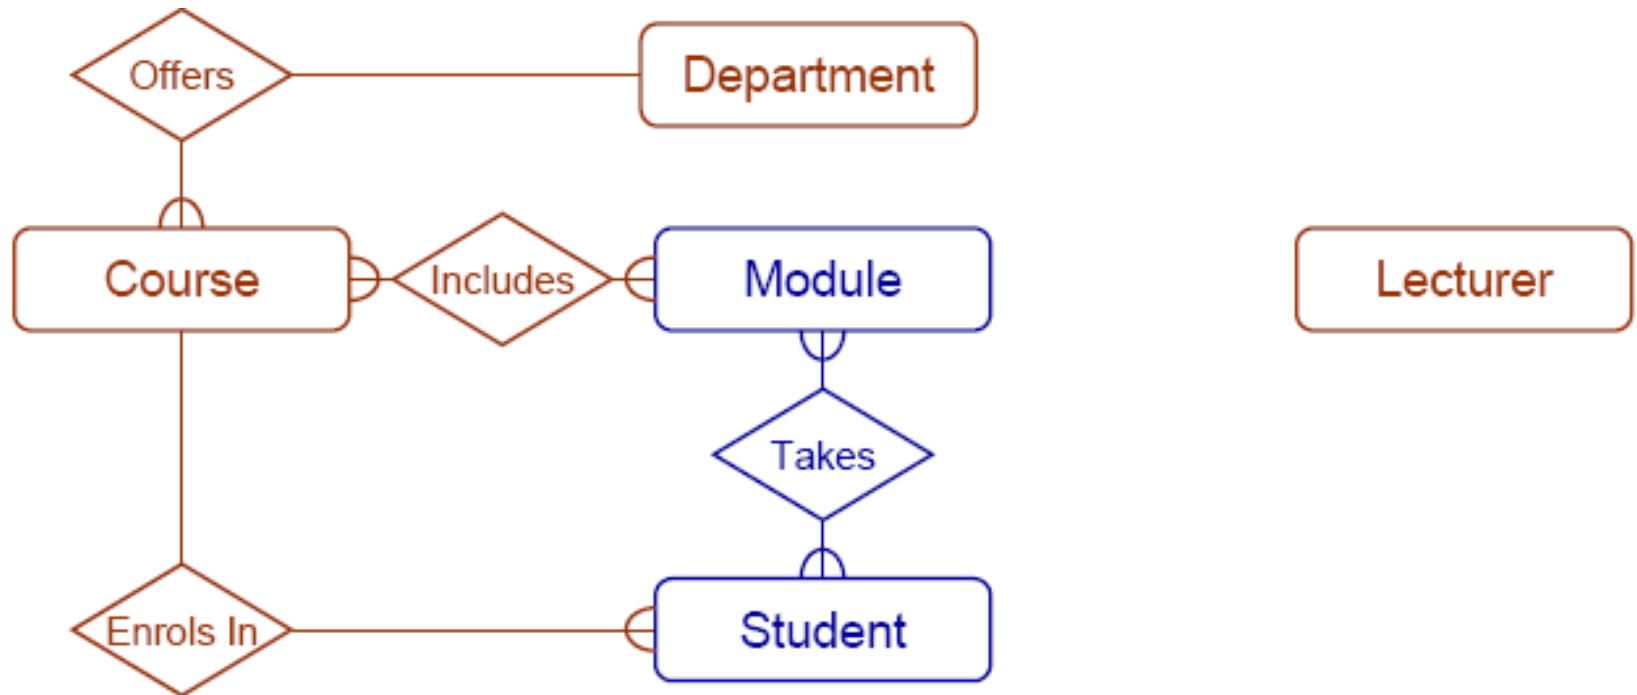 Offers
Department
Course
Includes
Module
Lecturer
Takes
Enrols In
Student